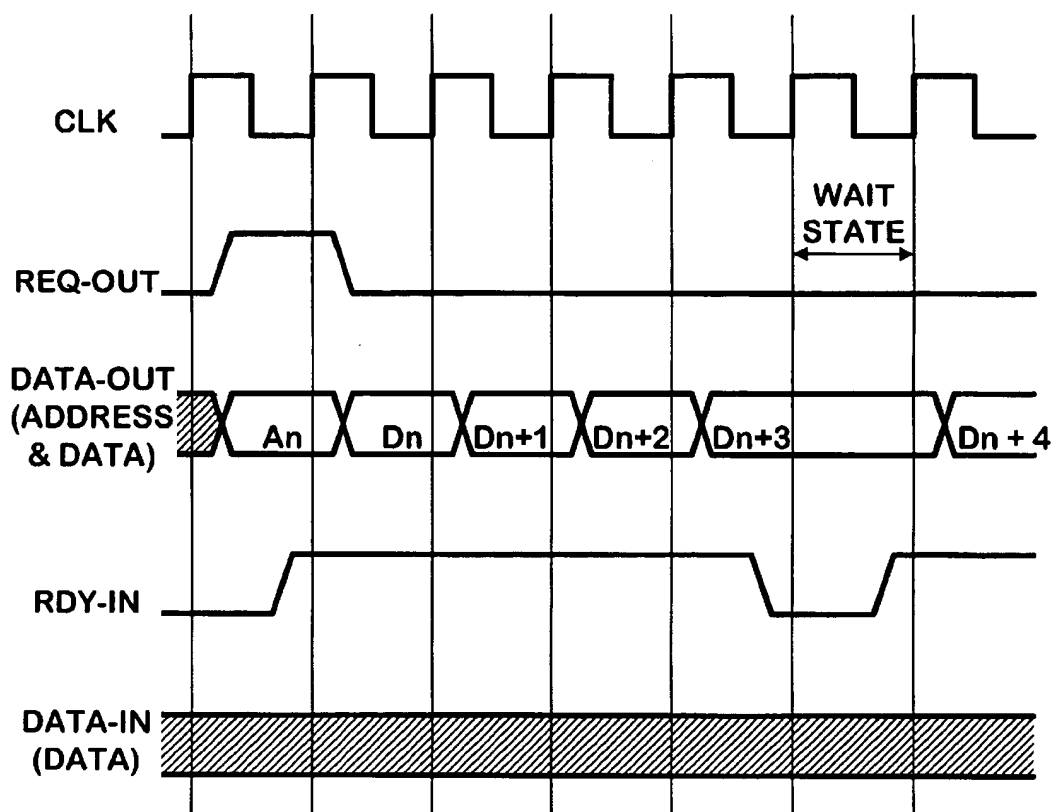 CLK
WAIT
STATE
REQ-OUT
DATA-OUT
(ADDRESS
& DATA)
An
Dn
Dn+1
Dn+2
Dn+3
Dn + 4
RDY-IN
DATA-IN
(DATA)